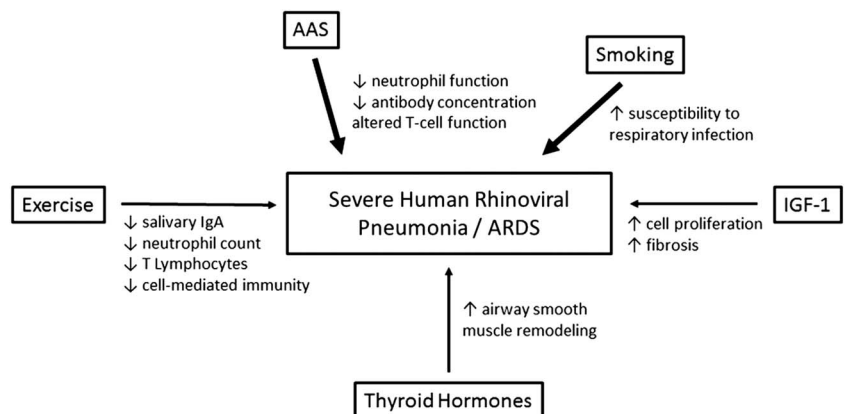 AAS
↓ neutrophil function
↓ antibody concentration
altered T-cell function
Smoking
↑ susceptibility to
respiratory infection
Exercise
↓ salivary IgA
↓ neutrophil count
↓ T Lymphocytes
↓ cell-mediated immunity
Severe Human Rhinoviral
Pneumonia / ARDS
IGF-1
↑ cell proliferation
↑ fibrosis
↑ airway smooth
muscle remodeling
Thyroid Hormones